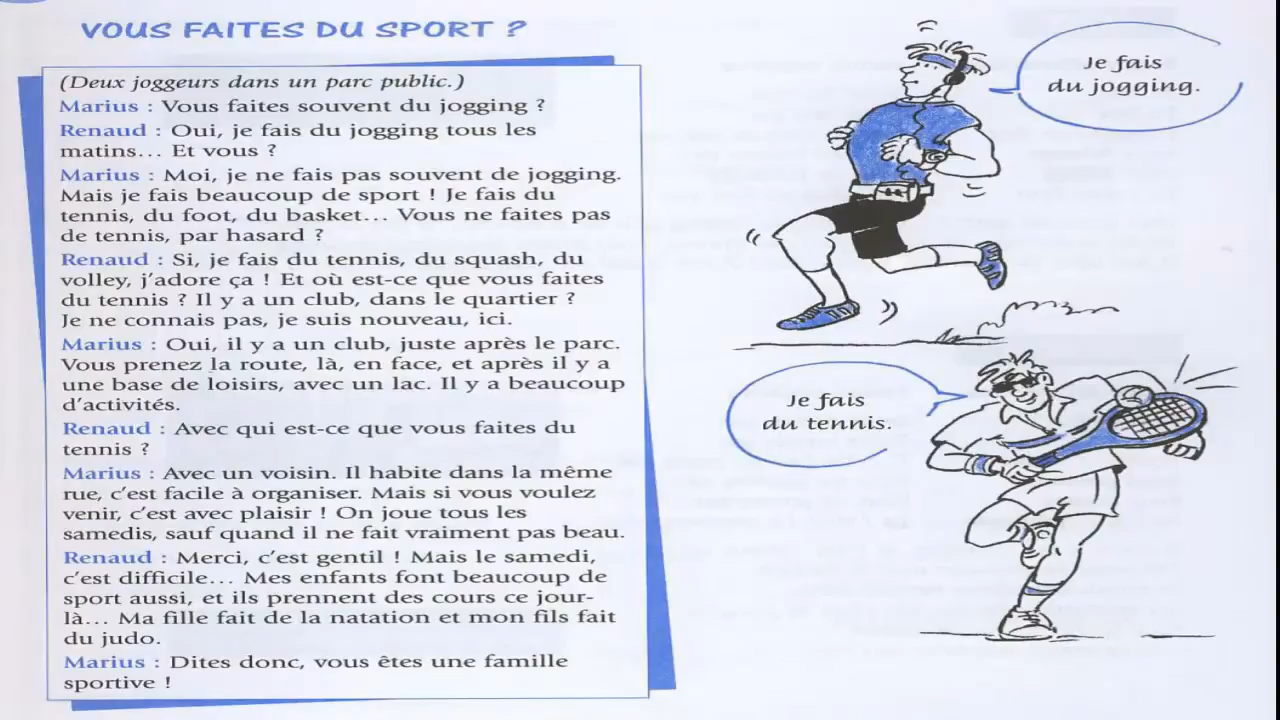 VOUS FAITES DU SPORT ?
(Deux joggeurs dans un parc public.)
Marius : Vous faites souvent du jogging ?
Renaud : Oui, je fais du jogging tous les
matins... Et vous ?
Marius : Moi, je ne fais pas souvent de jogging.
Mais je fais beaucoup de sport ! Je fais du
tennis, du foot, du basket... Vous ne faites pas
de tennis, par hasard ?
Renaud : Si, je fais du tennis, du squash, du
volley, j'adore ça ! Et où est-ce que vous faites
du tennis ? Il y a un club, dans le quartier ?
Je ne connais pas, je suis nouveau, ici.
Marius : Oui, il y a un club, juste après le parc.
Vous prenez la route, là, en face, et après il y a
une base de loisirs, avec un lac. Il y a beaucoup
d'activités.
Renaud : Avec qui est-ce que vous faites du
tennis ?
Marius : Avec un voisin. Il habite dans la même
rue, c'est facile à organiser. Mais si vous voulez
venir, c'est avec plaisir ! On joue tous les
samedis, sauf quand il ne fait vraiment pas beau.
Renaud : Merci, c'est gentil ! Mais le samedi,
c'est difficile... Mes enfants font beaucoup de
sport aussi, et ils prennent des cours ce jour-
là... Ma fille fait de la natation et mon fils fait
du judo.
Marius : Dites donc, vous êtes une famille
sportive !
Je fais
du jogging.
Je fais
du tennis.